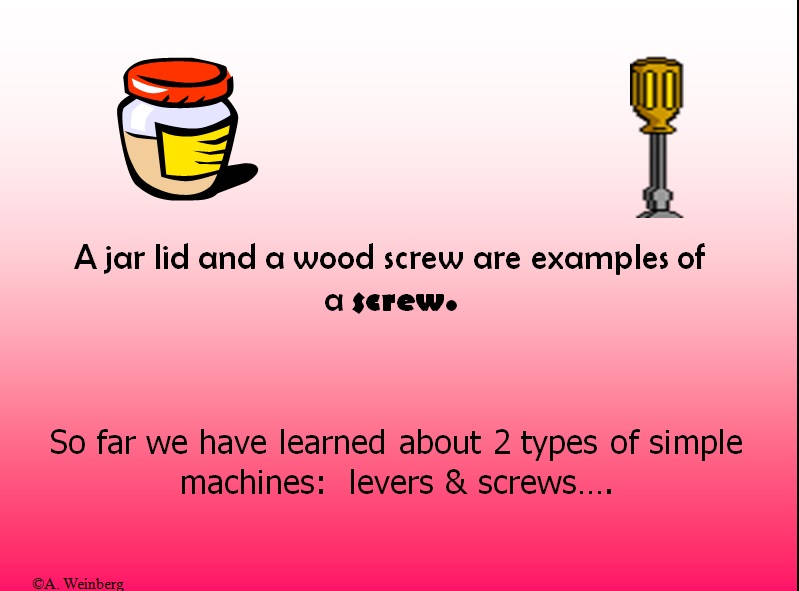 A jar lid and a wood screw are examples of
a screw.
So far we have learned about 2 types of simple
machines:  levers & screws….
©A. Weinberg